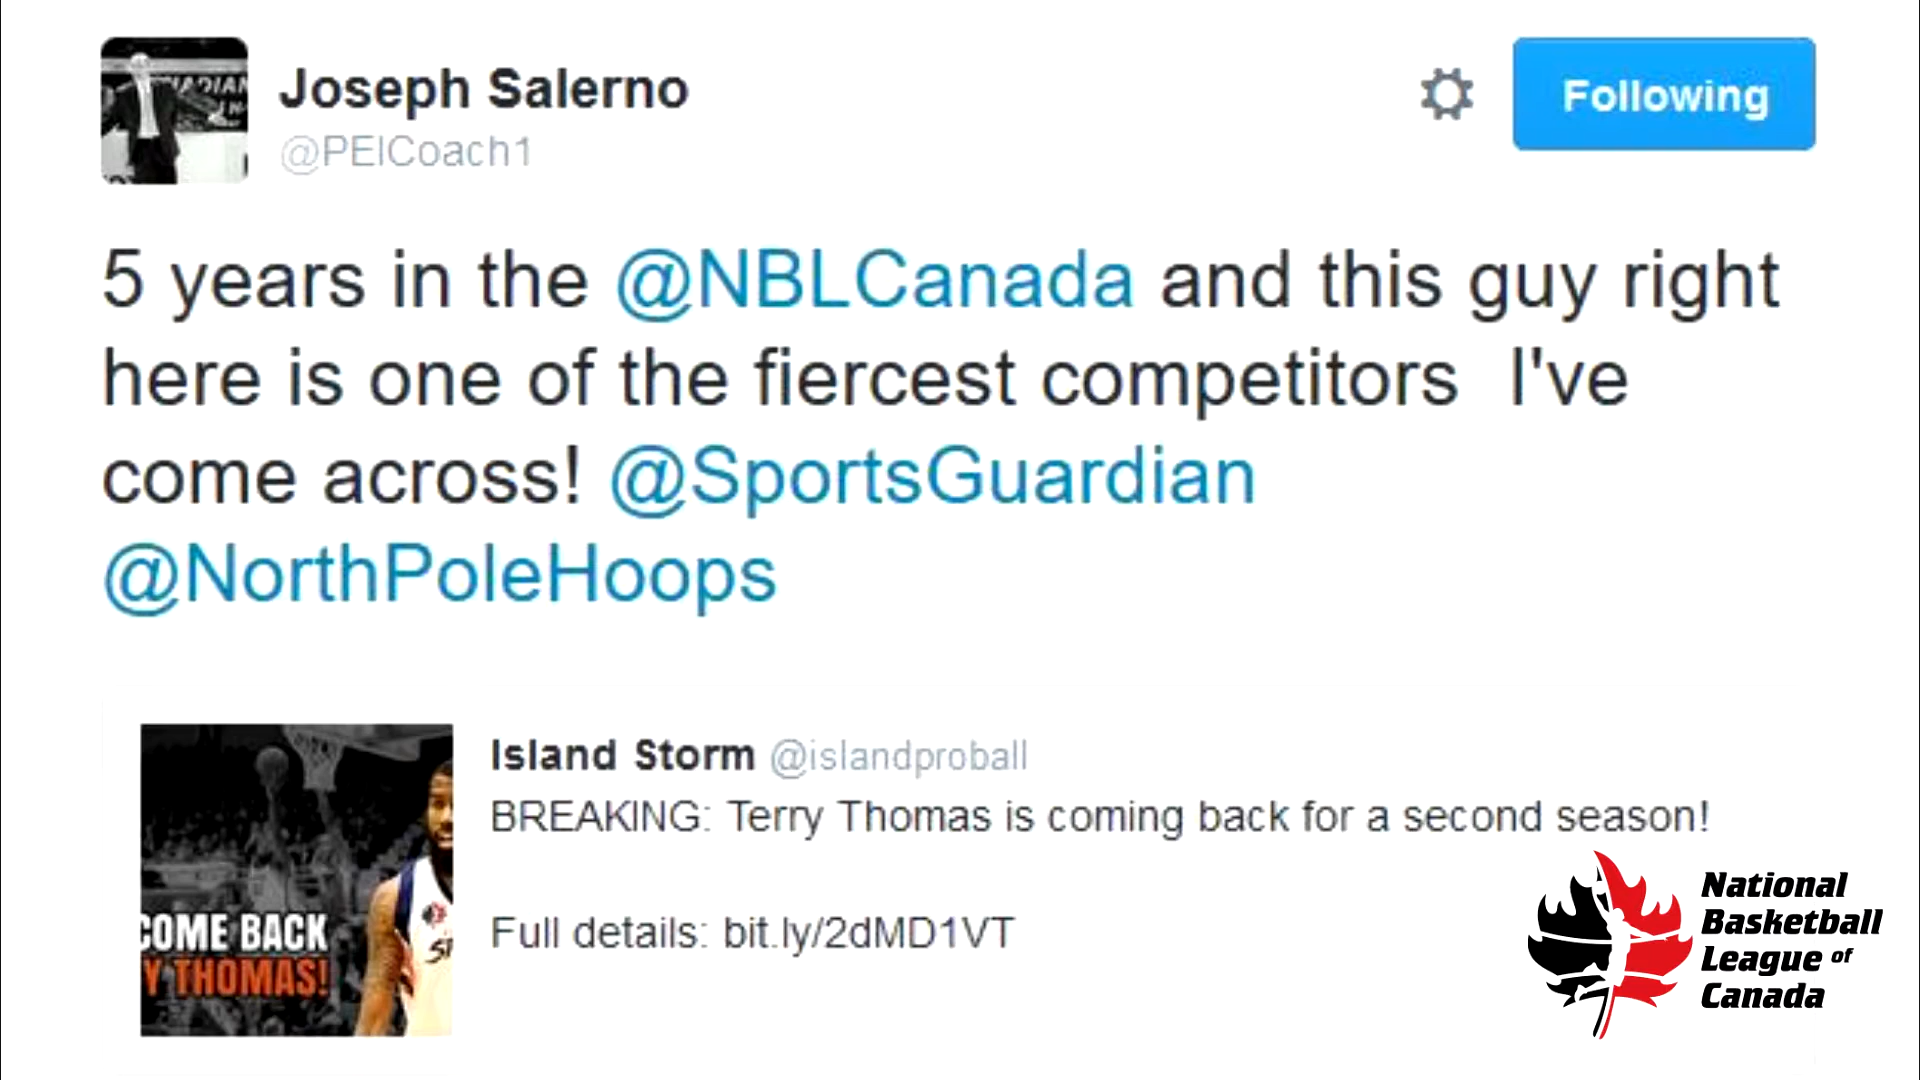 Joseph Salerno
@PEICoach1
Following
5 years in the @NBLCanada and this guy right
here is one of the fiercest competitors I've
come across! @SportsGuardian
@NorthPoleHoops
Island Storm @islandproball
BREAKING: Terry Thomas is coming back for a second season!
Full details: bit.ly/2dMD1VT
COME BACK
Y THOMAS!
National
Basketball
League of
Canada